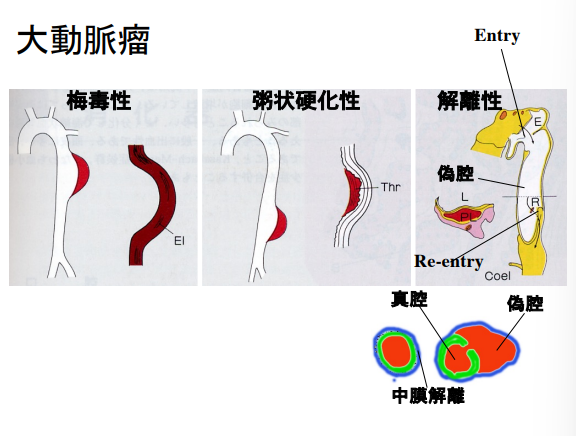 大動脈瘤
Entry
梅毒性
粥状硬化性
解離性
E
偽腔
Thr
L
PL
R
El
Re-entry
Coel
真腔
偽腔
中膜解離